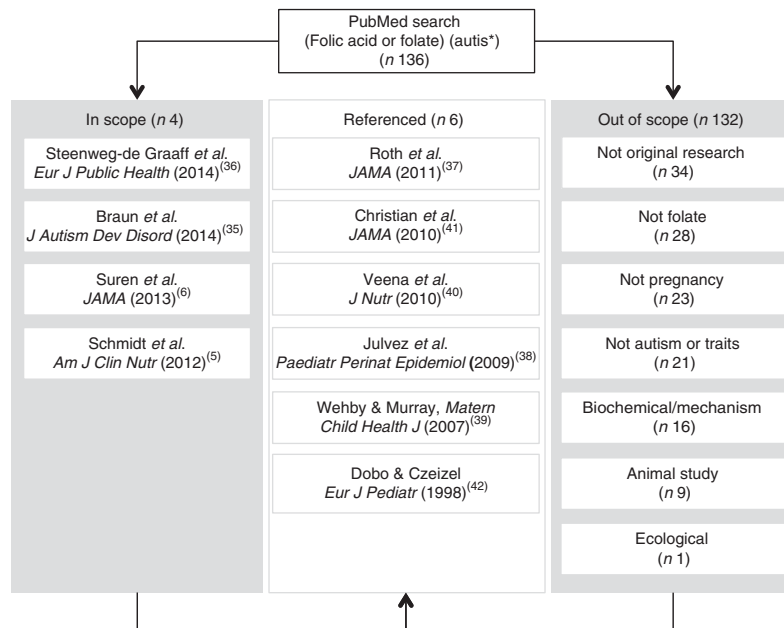 PubMed search
(Folic acid or folate) (autis*)
(n 136)
In scope (n 4)
Steenweg-de Graaff et al.
Eur J Public Health (2014)(36)
Braun et al.
J Autism Dev Disord (2014)(35)
Suren et al.
JAMA (2013)(6)
Schmidt et al.
Am J Clin Nutr (2012)(5)
Referenced (n 6)
Roth et al.
JAMA (2011)(37)
Christian et al.
JAMA (2010)(41)
Veena et al.
J Nutr (2010)(40)
Julvez et al.
Paediatr Perinat Epidemiol (2009)(38)
Wehby & Murray, Matern
Child Health J (2007)(39)
Dobo & Czeizel
Eur J Pediatr (1998)(42)
Out of scope (n 132)
Not original research
(n 34)
Not folate
(n 28)
Not pregnancy
(n 23)
Not autism or traits
(n 21)
Biochemical/mechanism
(n 16)
Animal study
(n 9)
Ecological
(n 1)